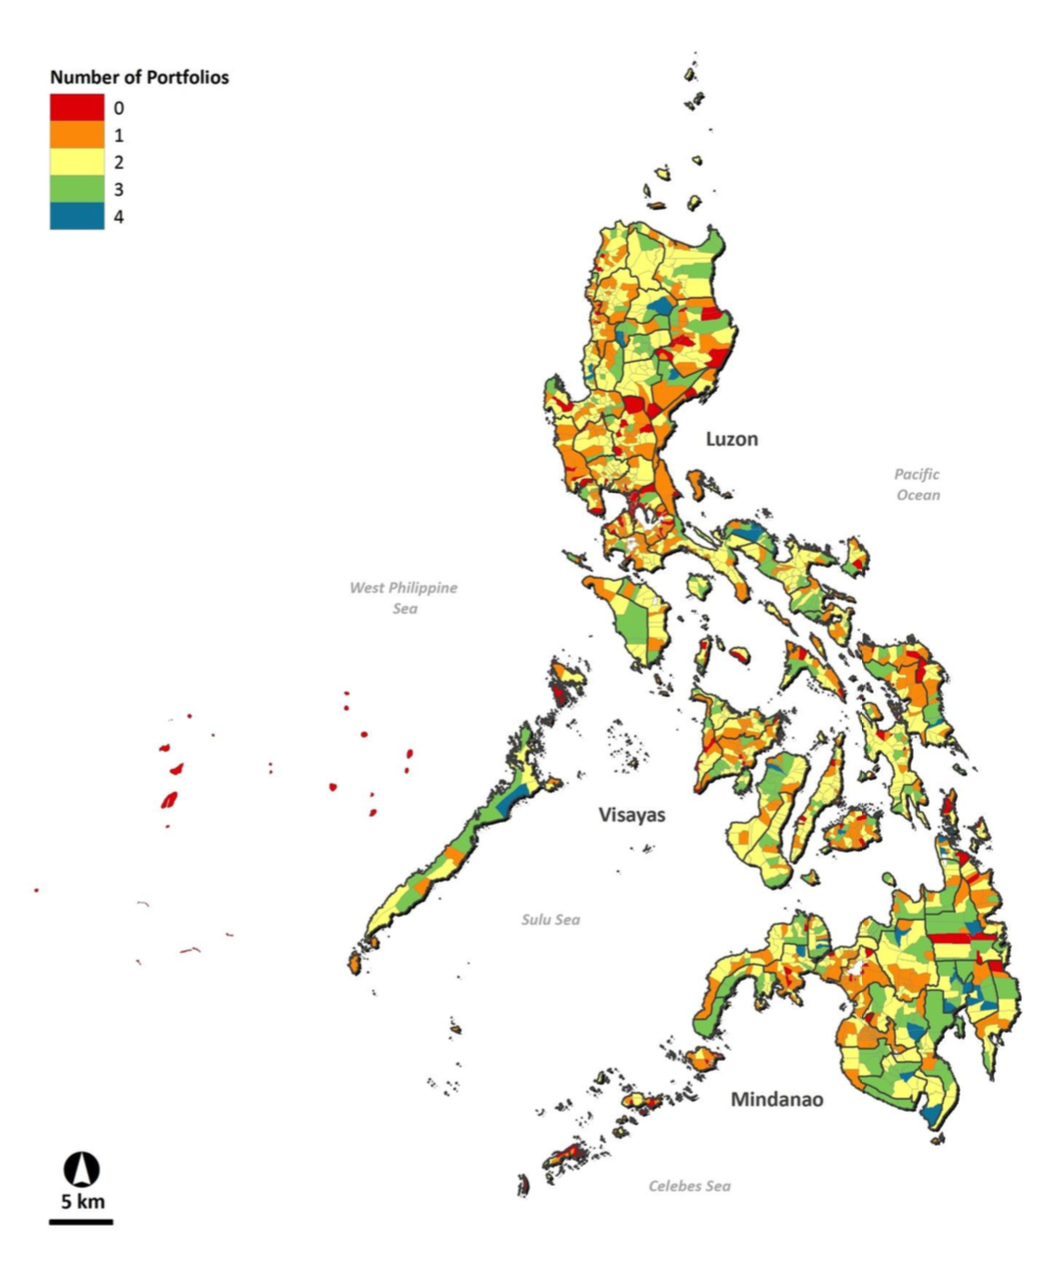 Number of Portfolios
0
1
2
3
4
Luzon
Pacific
Ocean
West Philippine
Sea
Visayas
Sulu Sea
Mindanao
Celebes Sea
5 km